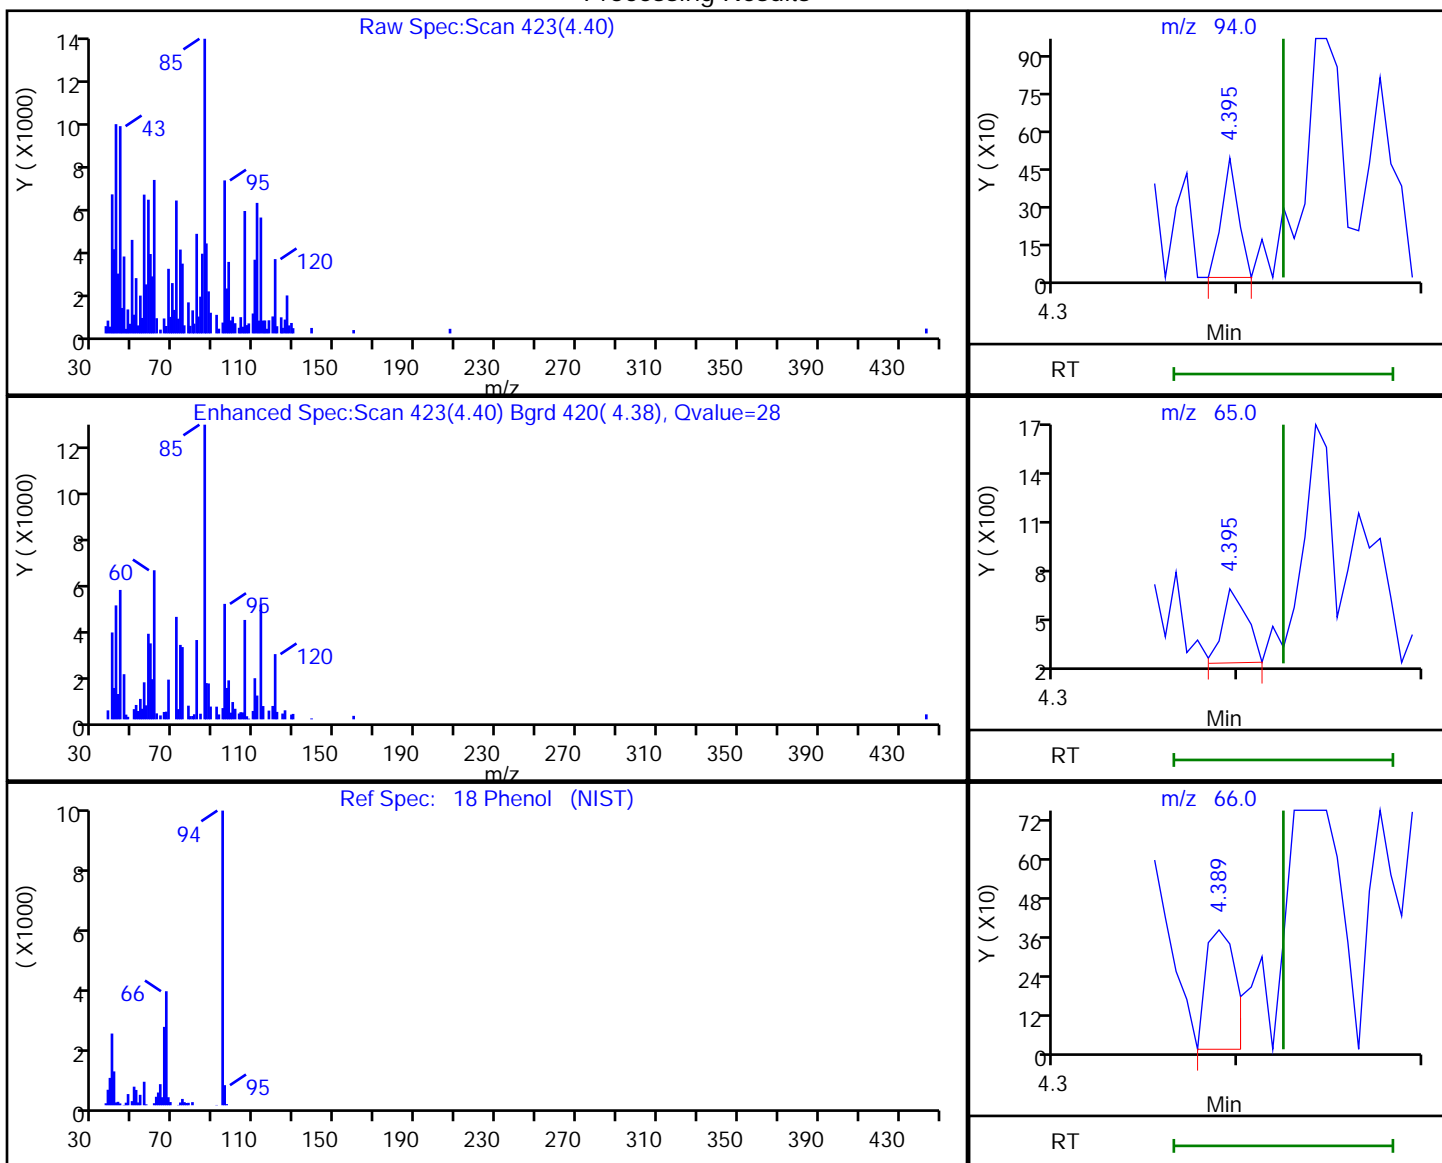 Processing Results
Raw Spec:Scan 423(4.40)
Y ( X1000)
14
12
10
8
6
4
2
0
85
43
95
120
30 70 110 150 190 230 270 310 350 390 430
m/z
m/z 94.0
Y ( X10)
90
75
60
45
30
15
0
4.395
4.3
Min
RT
Enhanced Spec:Scan 423(4.40) Bgrd 420( 4.38), Qvalue=28
Y ( X1000)
12
10
8
6
4
2
0
85
60
95
120
30 70 110 150 190 230 270 310 350 390 430
m/z
m/z 65.0
Y ( X100)
17
14
11
8
5
2
4.395
4.3
Min
RT
Ref Spec: 18 Phenol (NIST)
( X1000)
10
8
6
4
2
0
94
66
95
30 70 110 150 190 230 270 310 350 390 430
m/z 66.0
Y ( X10)
72
60
48
36
24
12
0
4.389
4.3
Min
RT